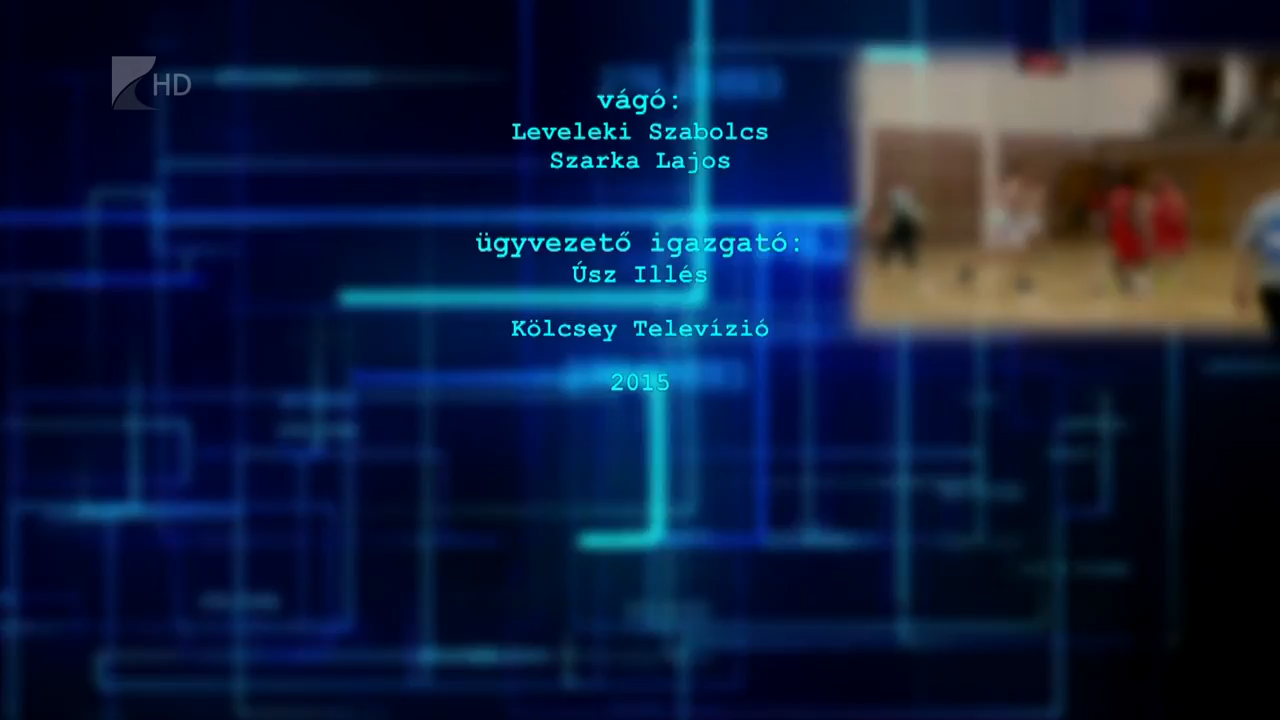 HD
vágó:
Leveleki Szabolcs
Szarka Lajos
ügyvezető igazgató:
Úsz Illés
Kölcsey Televízió
2015